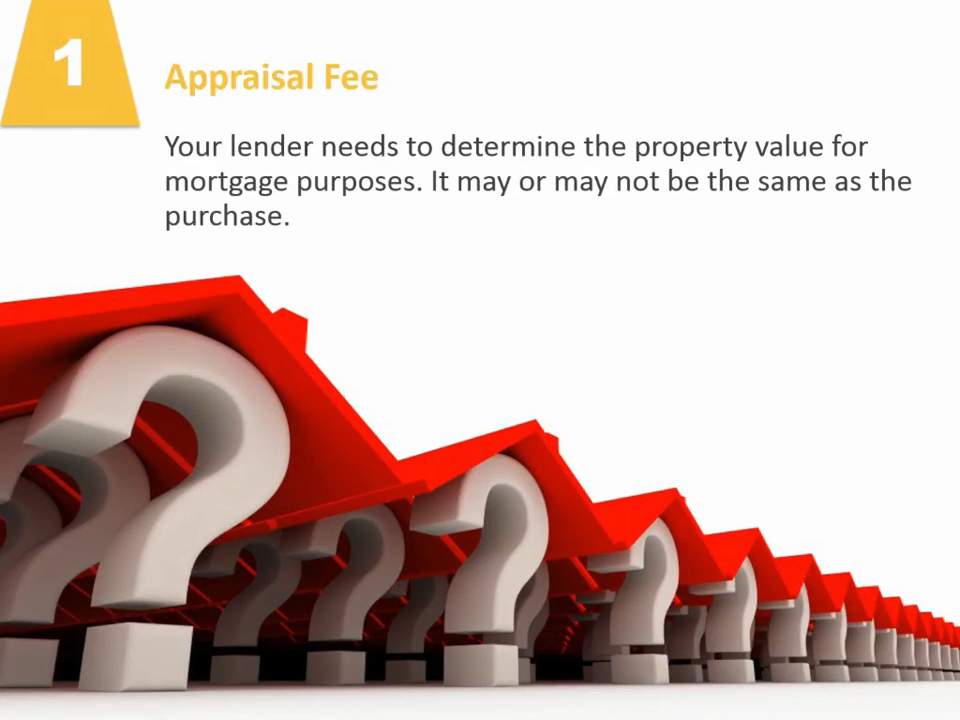 1
Appraisal Fee
Your lender needs to determine the property value for
mortgage purposes. It may or may not be the same as the
purchase.